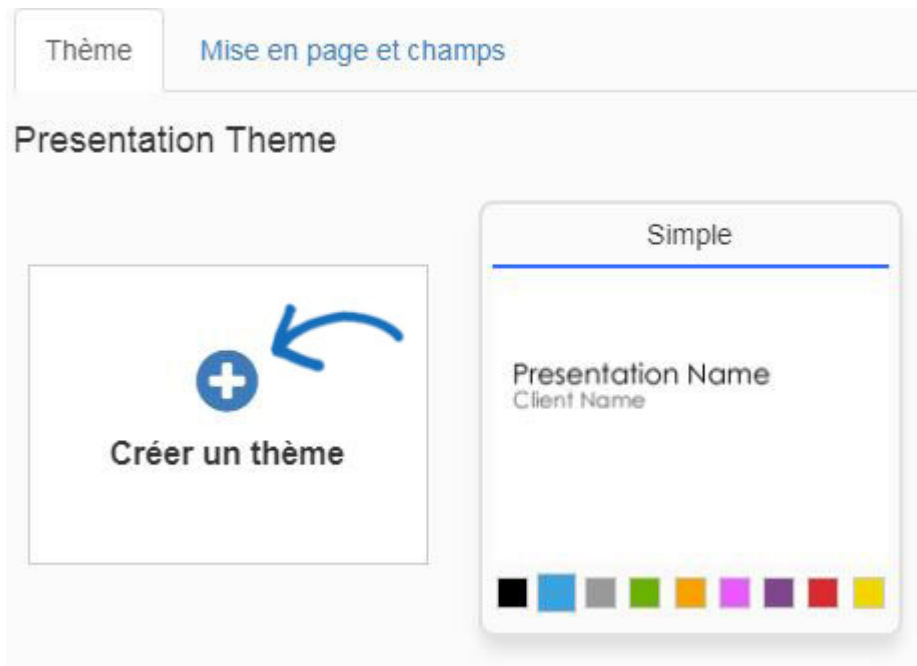 Thème
Mise en page et champs
Presentation Theme
Créer un thème
Simple
Presentation Name
Client Name